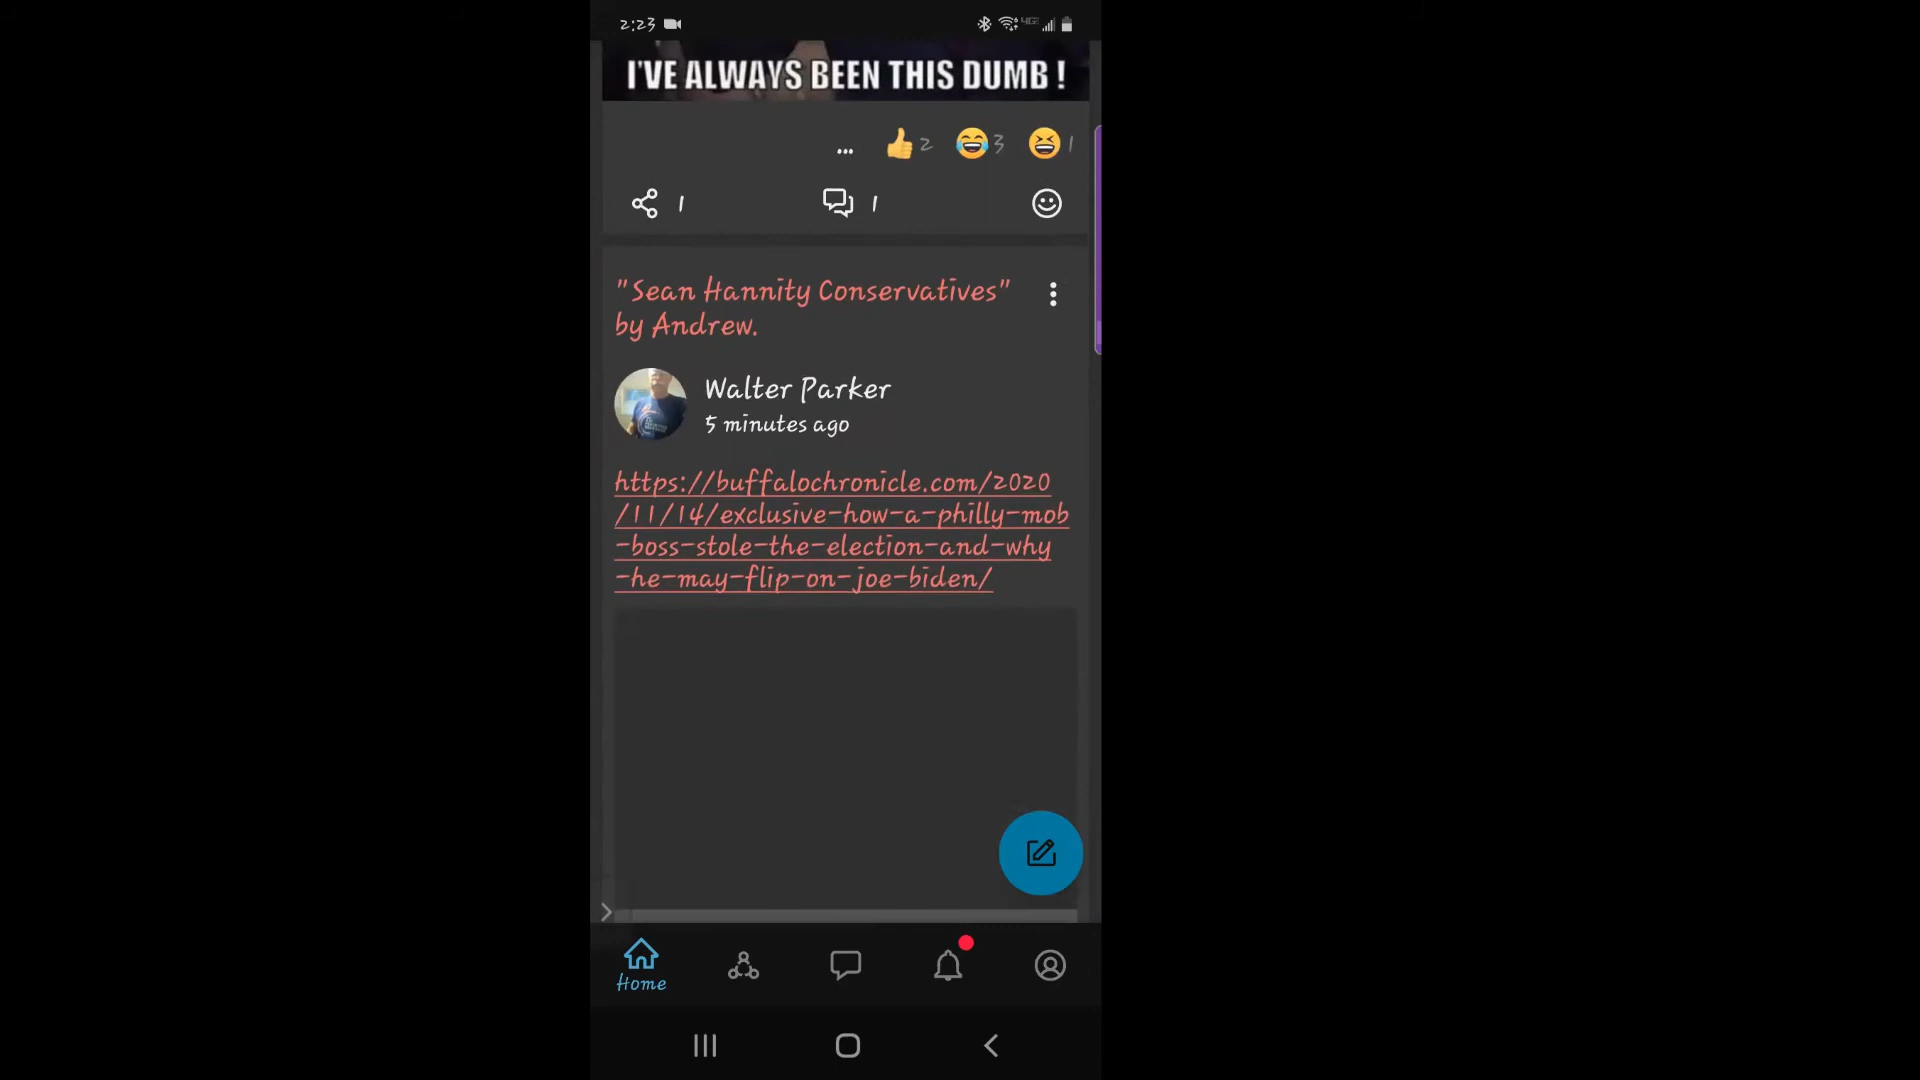 2:23
I'VE ALWAYS BEEN THIS DUMB !
... 2 3 1
1 1
"Sean Hannity Conservatives"
by Andrew.
Walter Parker
5 minutes ago
https://buffalochronicle.com/2020
/11/14/exclusive-how-a-philly-mob
-boss-stole-the-election-and-why
-he-may-flip-on-joe-biden/
Home